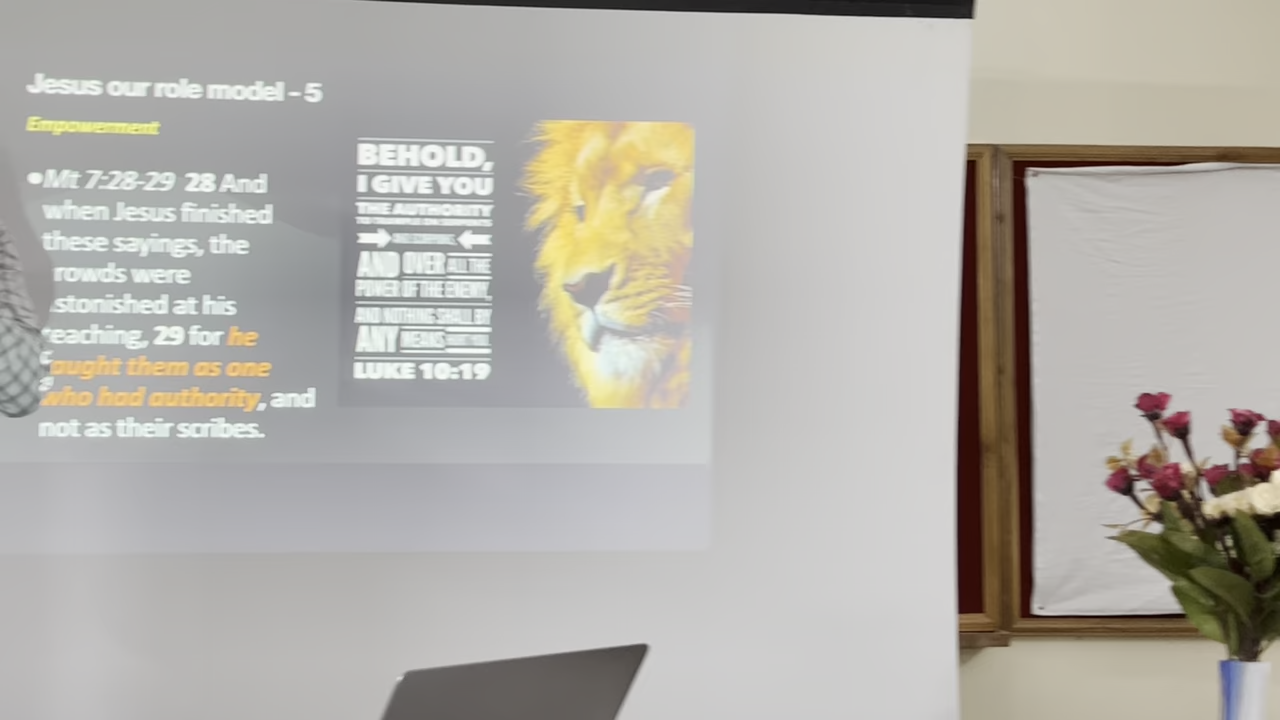 Jesus our role model - 5
Empowerment
•Mt 7:28-29 28 And
when Jesus finished
these sayings, the
rowds were
stonished at his
eaching, 29 for he
aught them as one
who had authority, and
not as their scribes.
BEHOLD,
I GIVE YOU
THE AUTHORITY
AND OVER ALL THE
POWER OF THE ENEMY,
AND NOTHING SHALL BY
ANY MEANS
LUKE 10:19